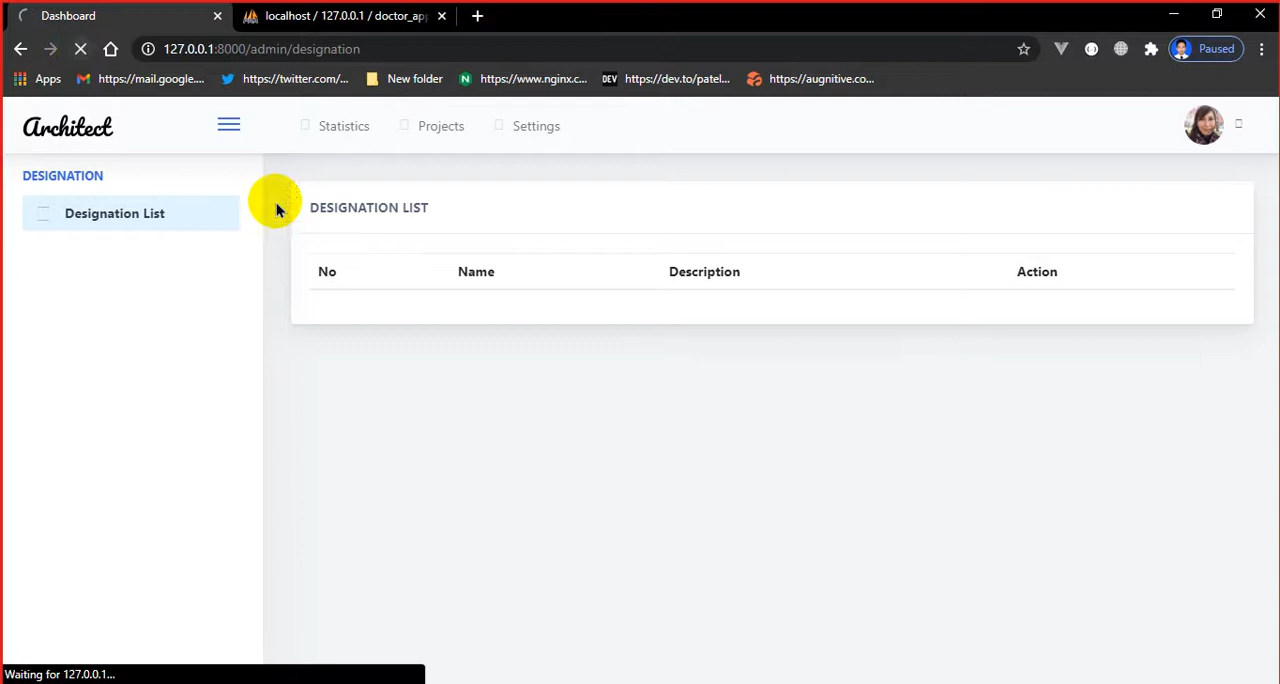 Dashboard
localhost / 127.0.0.1 / doctor_app
127.0.0.1:8000/admin/designation
Paused
Apps
https://mail.google....
https://twitter.com/...
New folder
https://www.nginx.c...
DEV
https://dev.to/patel...
https://augnitive.co...
Architect
Statistics
Projects
Settings
DESIGNATION
Designation List
DESIGNATION LIST
No Name Description Action
Waiting for 127.0.0.1...